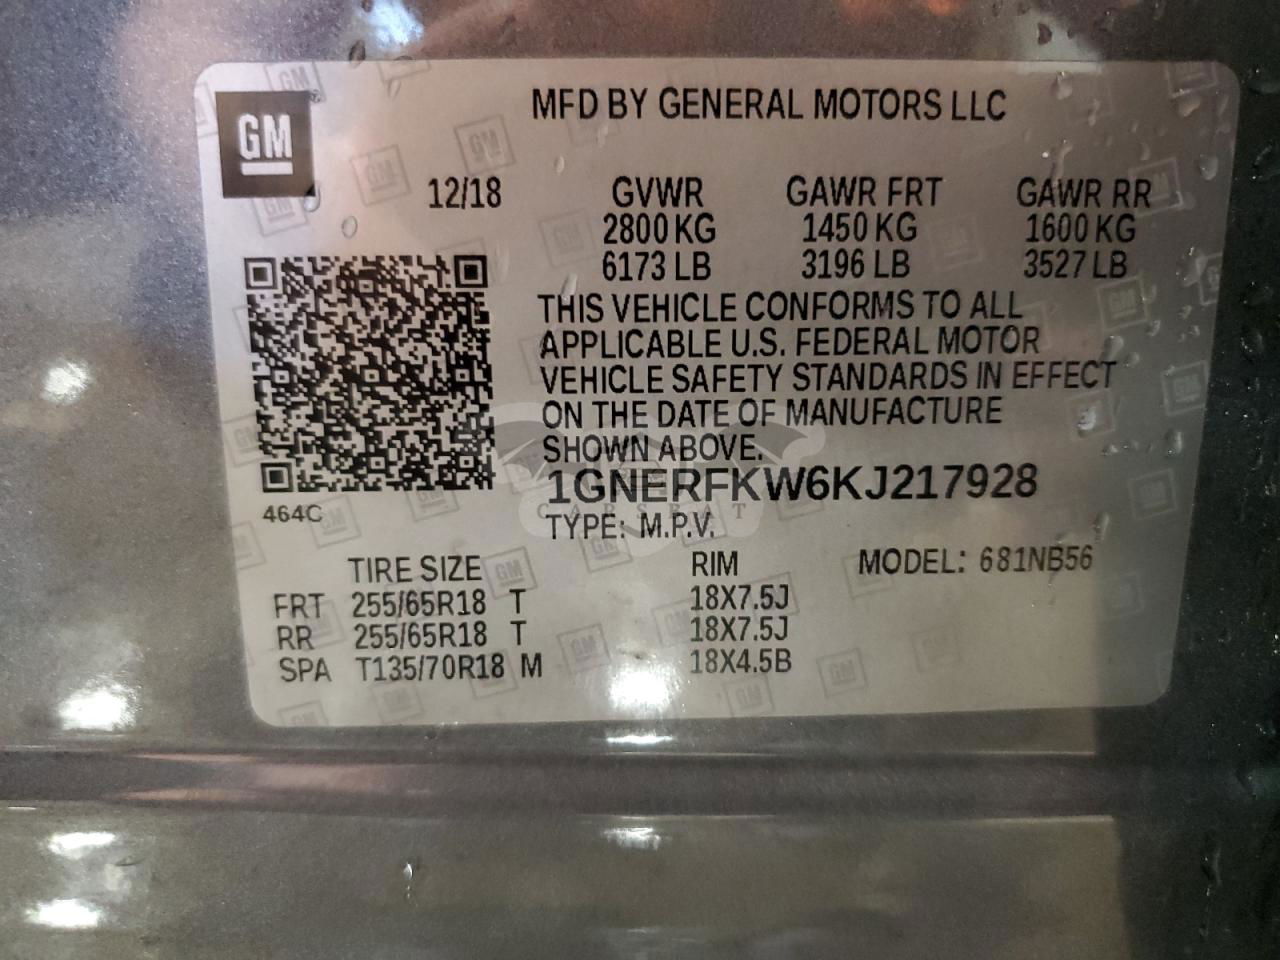 GM
MFD BY GENERAL MOTORS LLC
12/18 GVWR GAWR FRT GAWR RR
2800 KG 1450 KG 1600 KG
6173 LB 3196 LB 3527 LB
THIS VEHICLE CONFORMS TO ALL
APPLICABLE U.S. FEDERAL MOTOR
VEHICLE SAFETY STANDARDS IN EFFECT
ON THE DATE OF MANUFACTURE
SHOWN ABOVE.
1GNERFKW6KJ217928
464C
CARSBAT
TYPE: M.P.V.
TIRE SIZE RIM MODEL: 681NB56
FRT 255/65R18 T 18X7.5J
RR 255/65R18 T 18X7.5J
SPA T135/70R18 M 18X4.5B